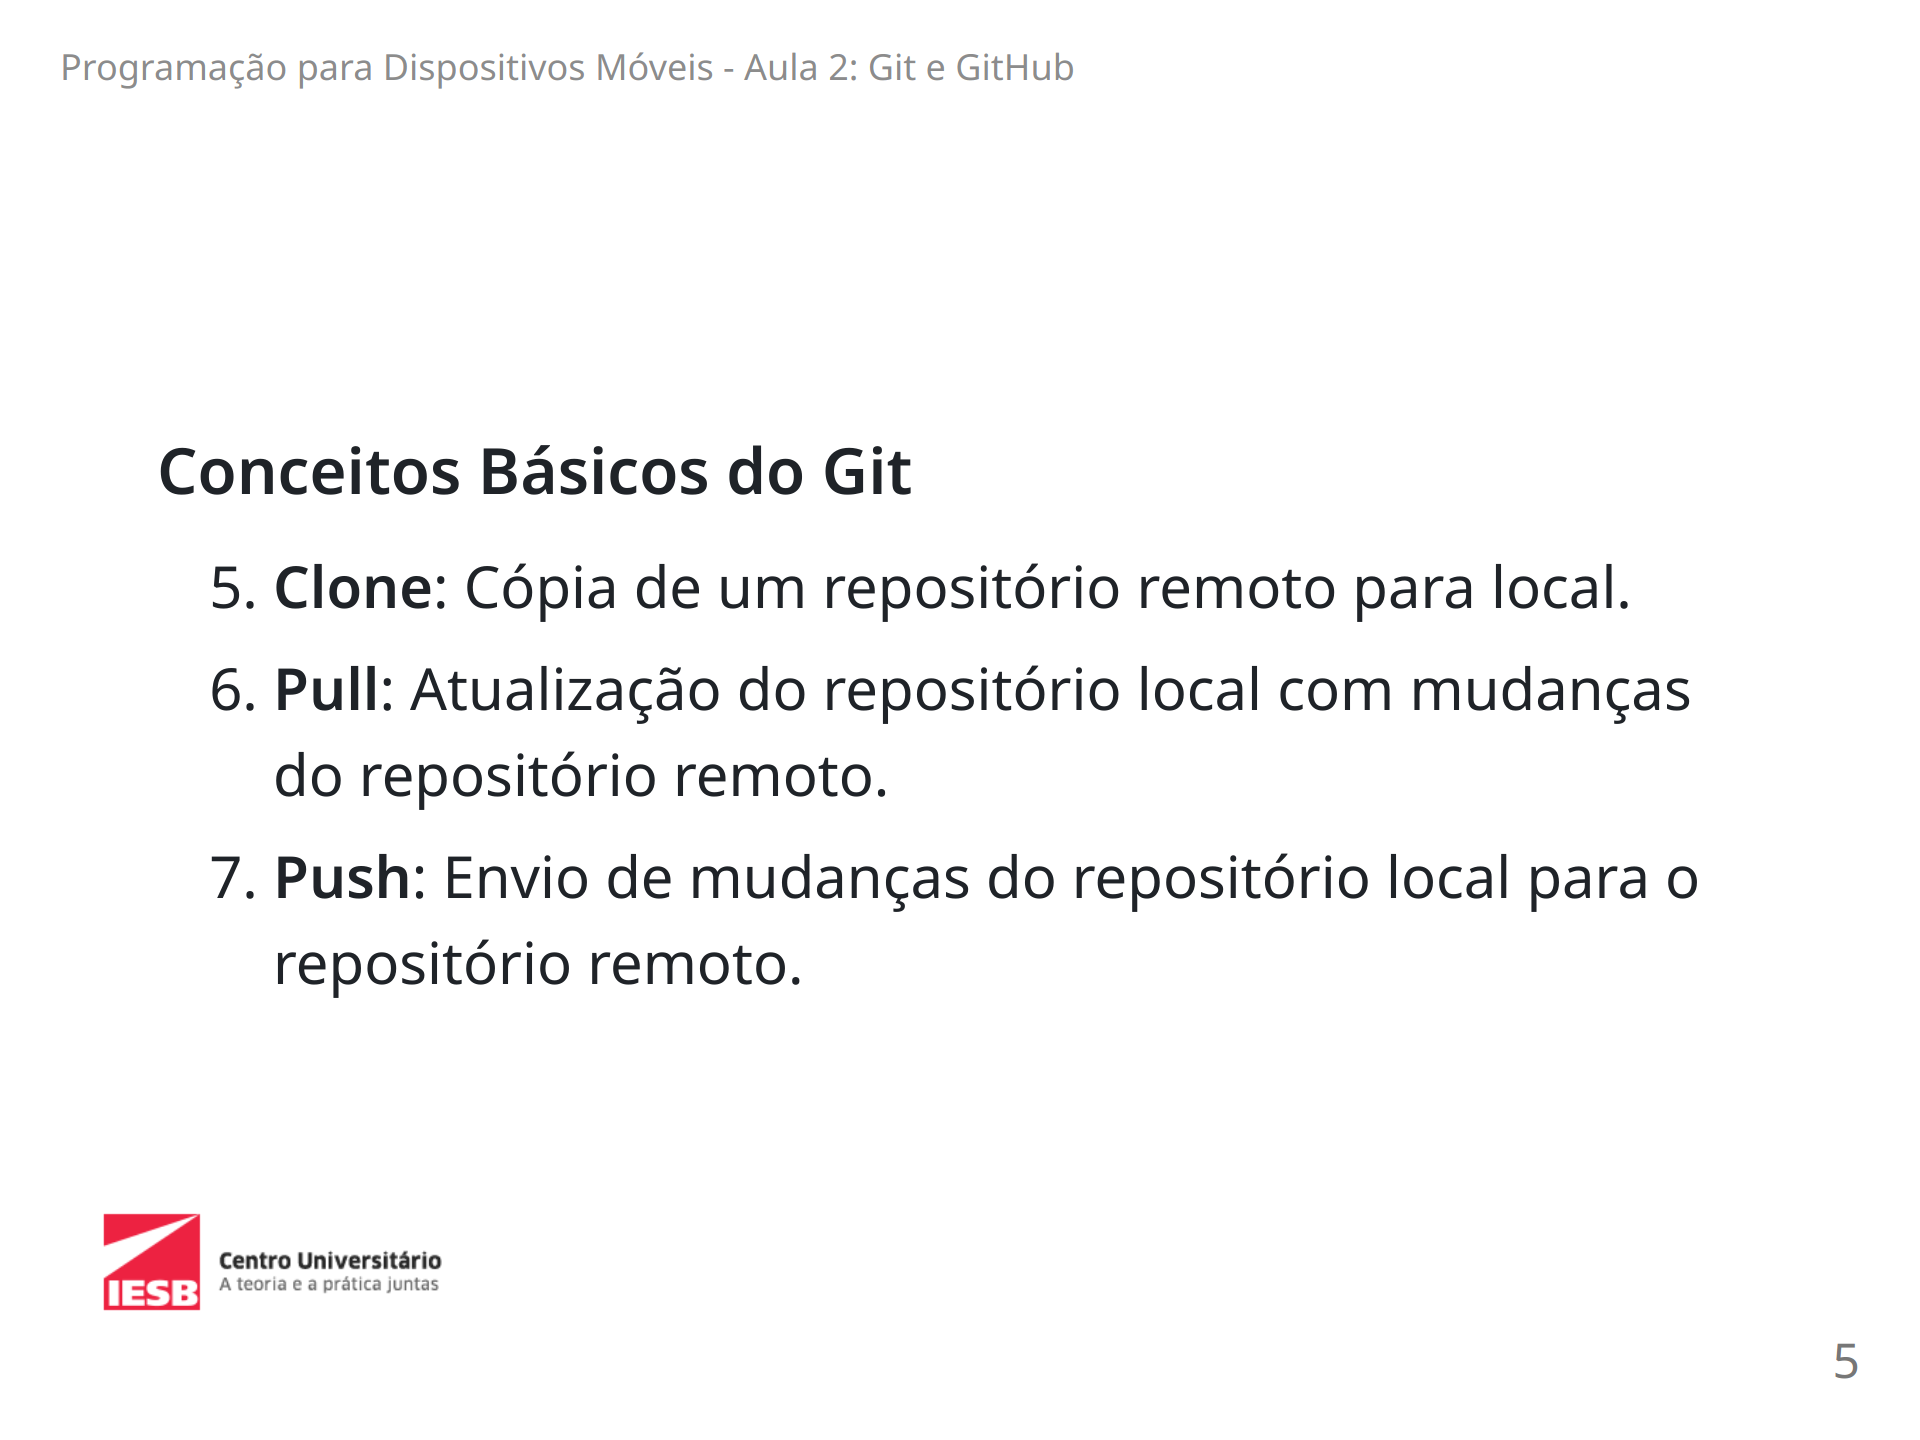 Programação para Dispositivos Móveis - Aula 2: Git e GitHub
Conceitos Básicos do Git
5. Clone: Cópia de um repositório remoto para local.
6. Pull: Atualização do repositório local com mudanças
do repositório remoto.
7. Push: Envio de mudanças do repositório local para o
repositório remoto.
IESB
Centro Universitário
A teoria e a prática juntas
5